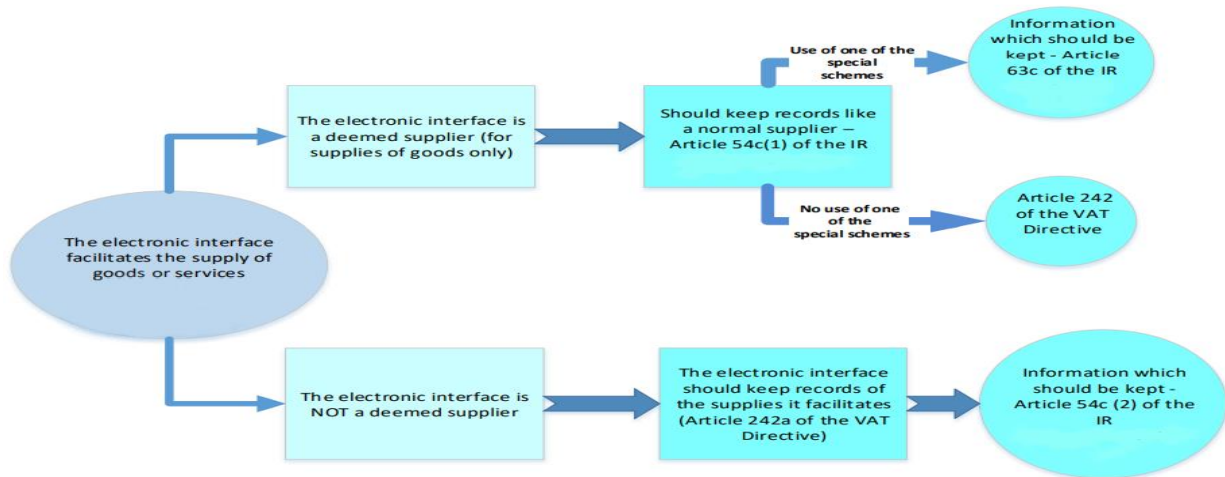 The electronic interface
facilitates the supply of
goods or services
The electronic interface is
a deemed supplier (for
supplies of goods only)
Should keep records like
a normal supplier –
Article 54c(1) of the IR
Use of one of the
special
schemes
Information
which should be
kept - Article
63c of the IR
No use of one
of the
special schemes
Article 242
of the VAT
Directive
The electronic interface is
NOT a deemed supplier
The electronic interface
should keep records of
the supplies it facilitates
(Article 242a of the VAT
Directive)
Information which
should be kept -
Article 54c (2) of the
IR